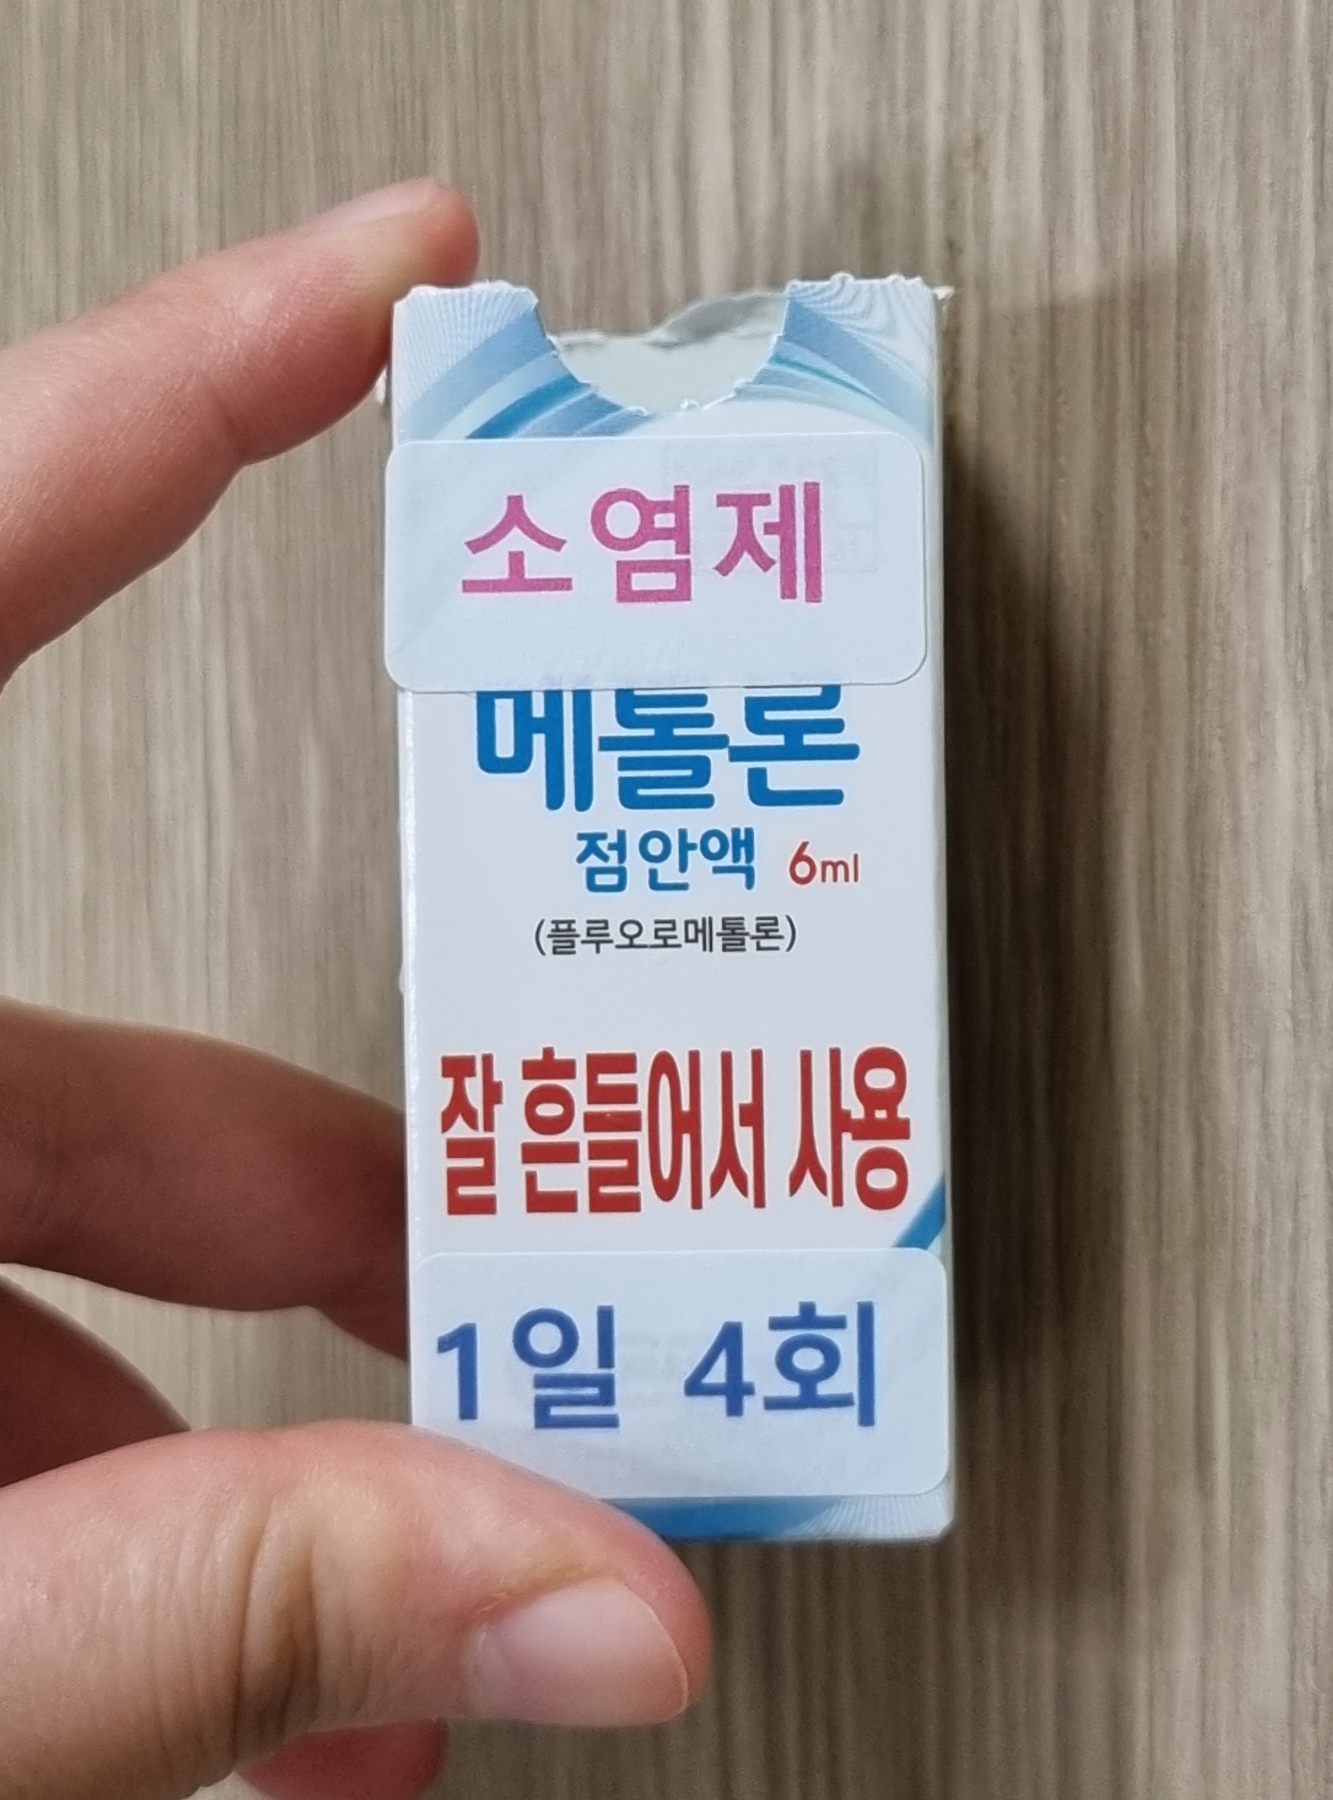 소염제
메톨론
점안액 6ml
(플루오로메톨론)
잘 흔들어서 사용
1일 4회